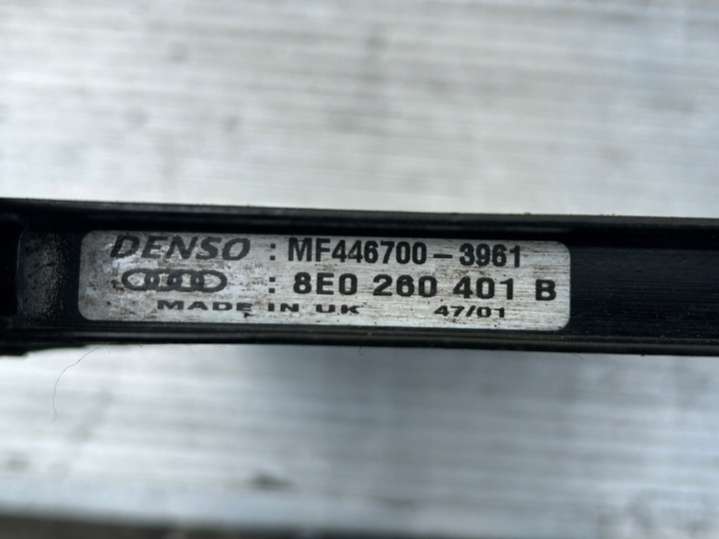 DENSO : MF446700-3961
: 8E0 260 401 B
MADE IN UK 47/01